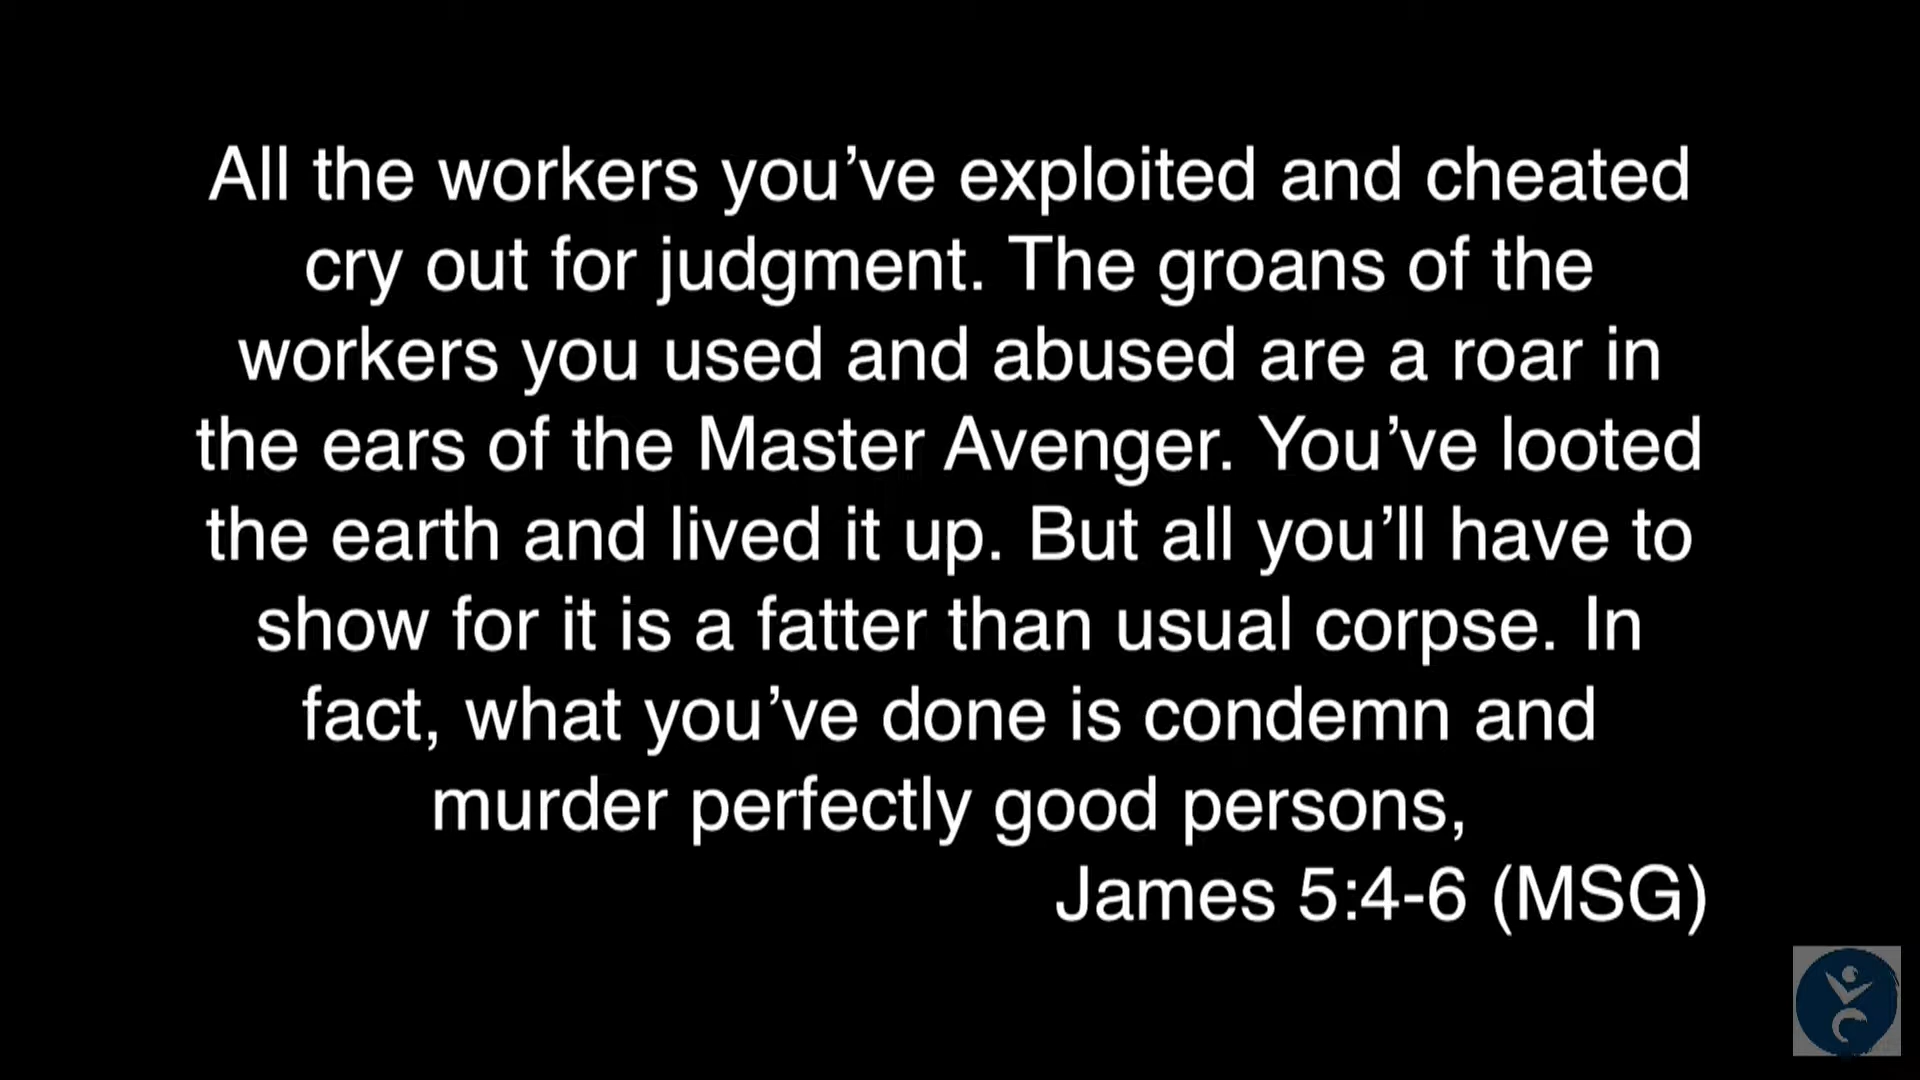 All the workers you’ve exploited and cheated
cry out for judgment. The groans of the
workers you used and abused are a roar in
the ears of the Master Avenger. You’ve looted
the earth and lived it up. But all you’ll have to
show for it is a fatter than usual corpse. In
fact, what you’ve done is condemn and
murder perfectly good persons,
James 5:4-6 (MSG)